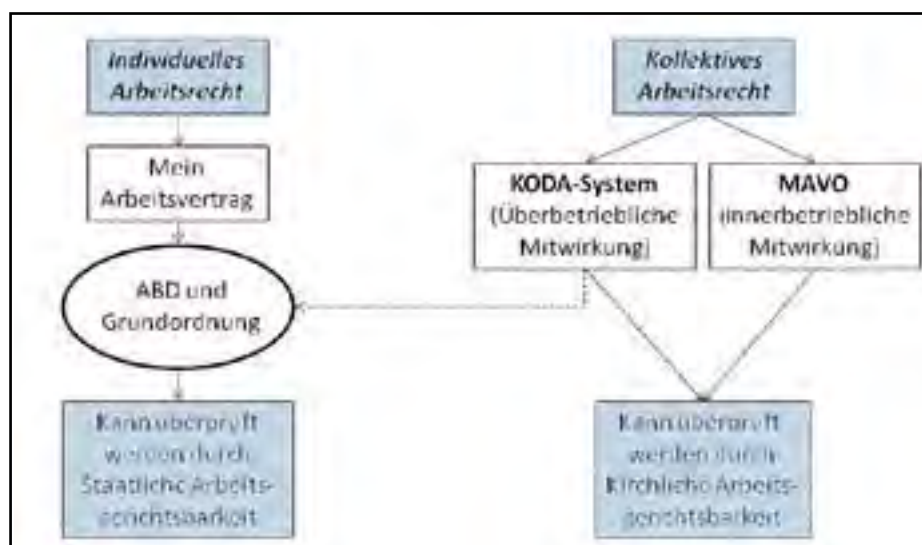 Individuelles
Arbeitsrecht
Mein
Arbeitsvertrag
ABD und
Grundordnung
Kann überprüft
werden durch
Staatliche Arbeits-
gerichtsbarkeit
Kollektives
Arbeitsrecht
KODA-System
(Überbetriebliche
Mitwirkung)
MAVO
(innerbetriebliche
Mitwirkung)
Kann überprüft
werden durch
Kirchliche Arbeits-
gerichtsbarkeit